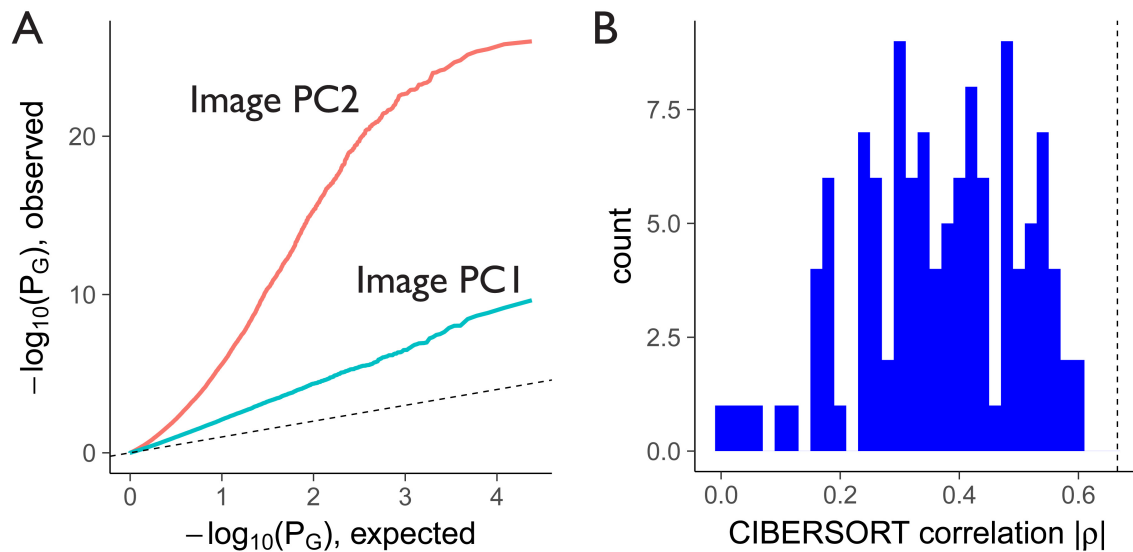 A
−log10(PG), observed
20
10
0
Image PC2
Image PC1
0 1 2 3 4
−log10(PG), expected
B
count
7.5
5.0
2.5
0.0
0.0 0.2 0.4 0.6
CIBERSORT correlation |ρ|